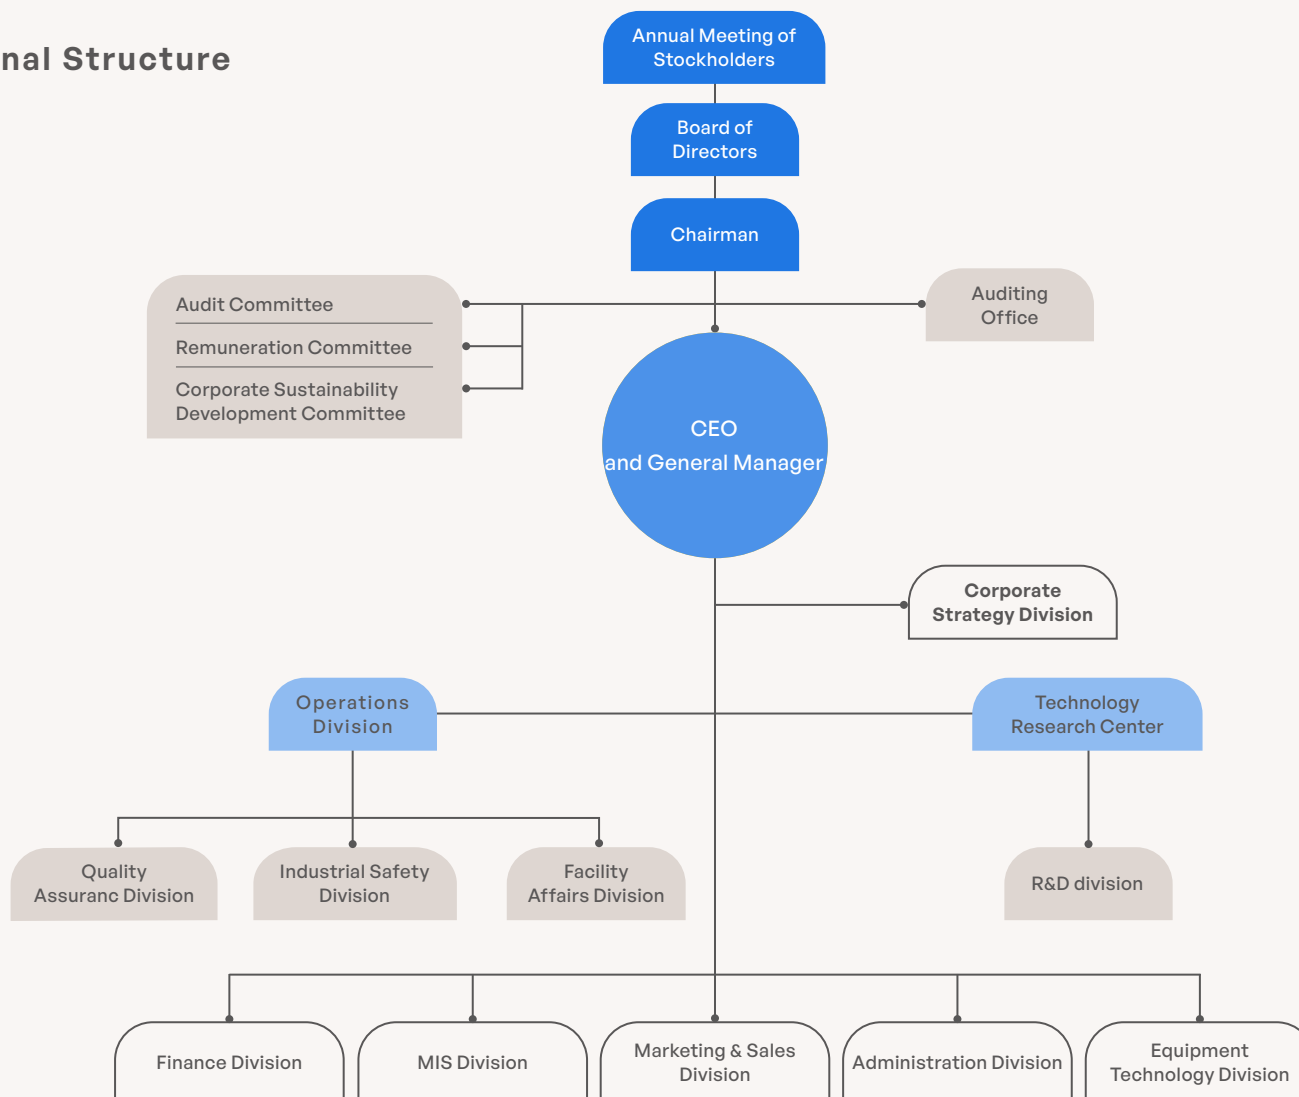 nal Structure
Annual Meeting of
Stockholders
Board of
Directors
Chairman
Audit Committee
Remuneration Committee
Corporate Sustainability
Development Committee
Auditing
Office
CEO
and General Manager
Corporate
Strategy Division
Operations
Division
Technology
Research Center
Quality
Assuranc Division
Industrial Safety
Division
Facility
Affairs Division
R&D division
Finance Division
MIS Division
Marketing & Sales
Division
Administration Division
Equipment
Technology Division